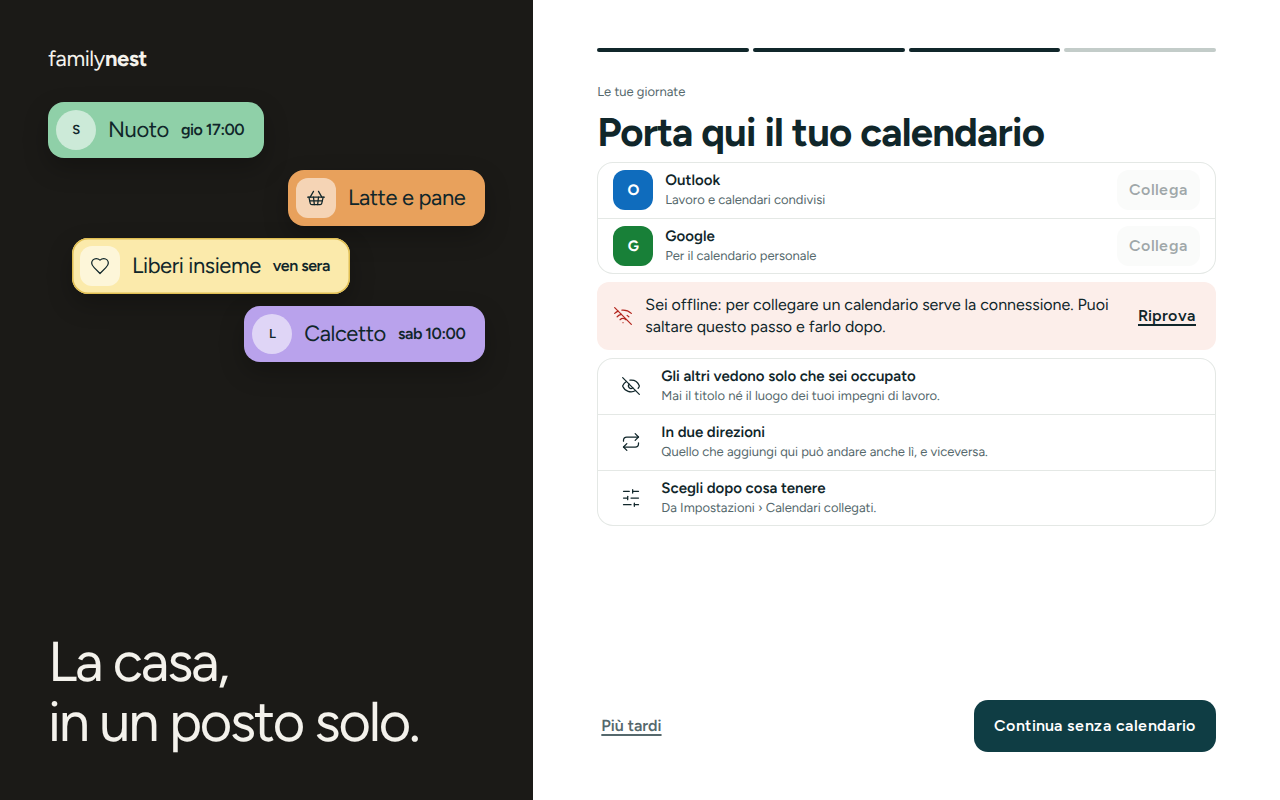 familynest
S Nuoto gio 17:00
Latte e pane
Liberi insieme ven sera
L Calcetto sab 10:00
La casa,
in un posto solo.
Le tue giornate
Porta qui il tuo calendario
O Outlook Collega
Lavoro e calendari condivisi
G Google Collega
Per il calendario personale
Sei offline: per collegare un calendario serve la connessione. Puoi
saltare questo passo e farlo dopo.
Riprova
Gli altri vedono solo che sei occupato
Mai il titolo né il luogo dei tuoi impegni di lavoro.
In due direzioni
Quello che aggiungi qui può andare anche lì, e viceversa.
Scegli dopo cosa tenere
Da Impostazioni › Calendari collegati.
Più tardi
Continua senza calendario